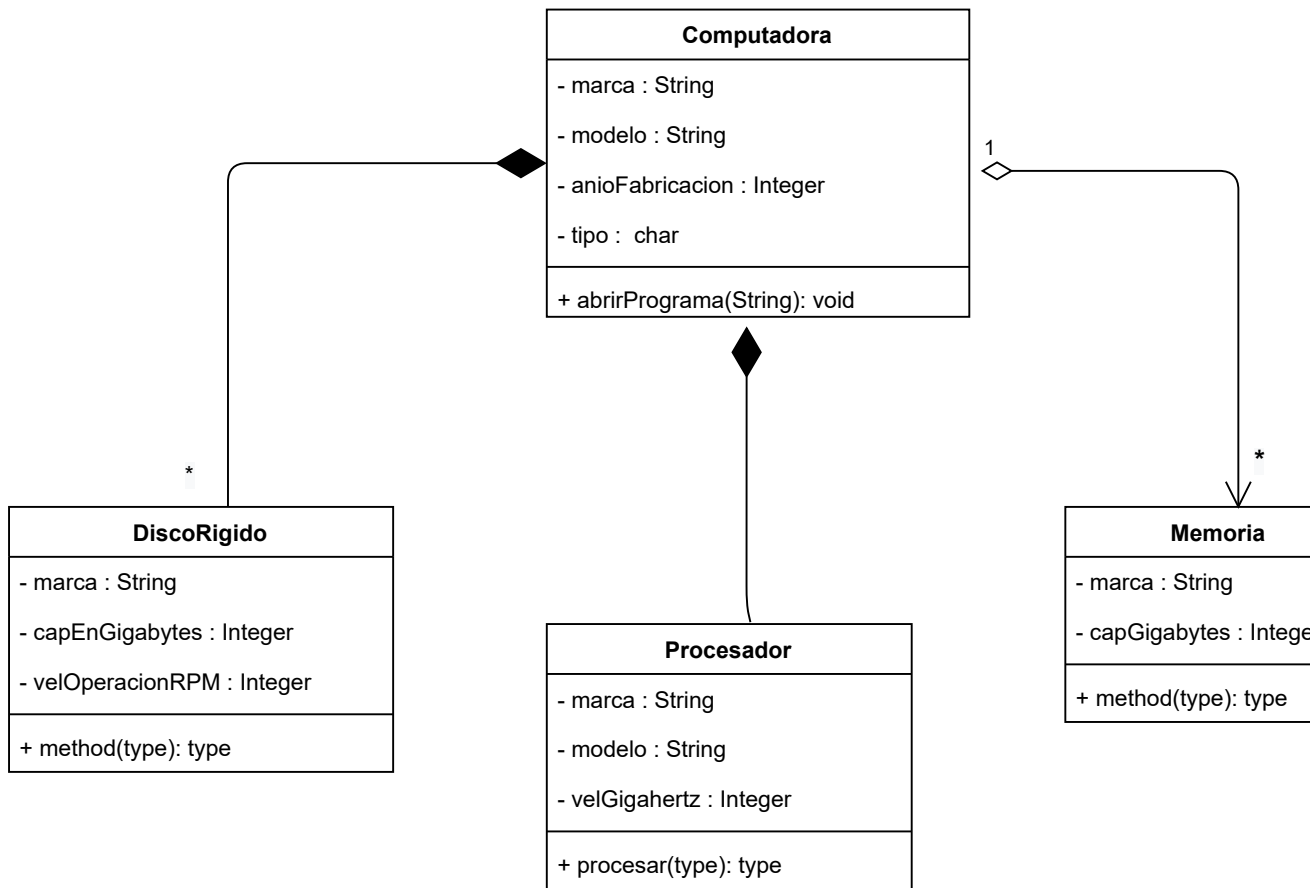 Computadora
- marca : String
- modelo : String
- anioFabricacion : Integer
- tipo :  char
+ abrirPrograma(String): void
1
*
*
DiscoRigido
- marca : String
- capEnGigabytes : Integer
- velOperacionRPM : Integer
+ method(type): type
Procesador
- marca : String
- modelo : String
- velGigahertz : Integer
+ procesar(type): type
Memoria
- marca : String
- capGigabytes : Intege
+ method(type): type